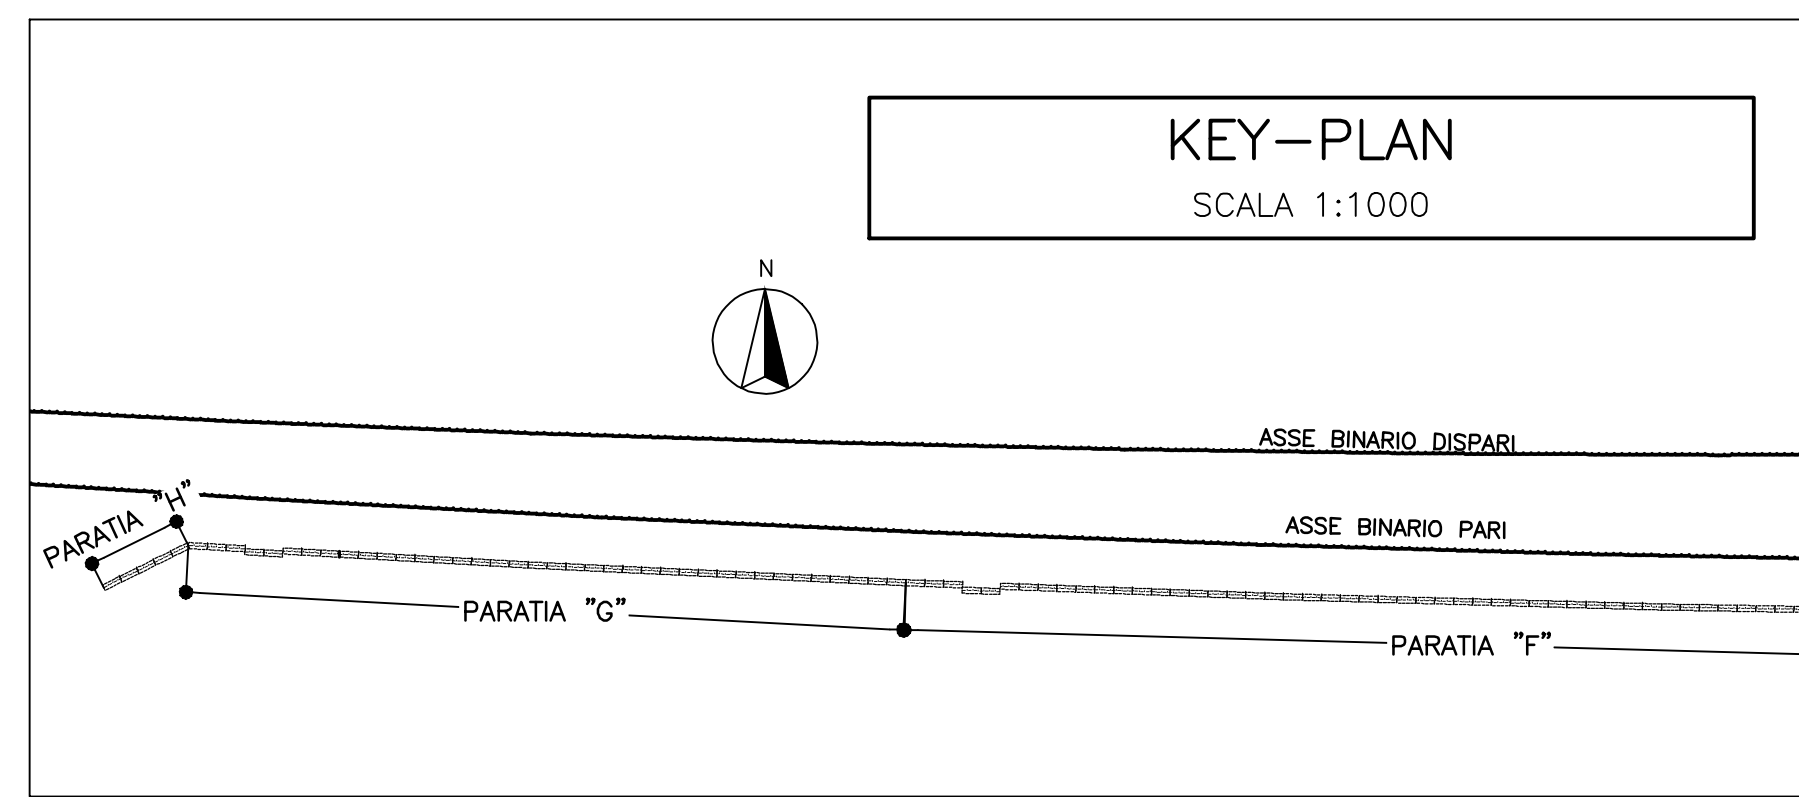 KEY-PLAN
SCALA 1:1000
N
ASSE BINARIO DISPARI
PARATIA "H"
ASSE BINARIO PARI
PARATIA "G"
PARATIA "F"